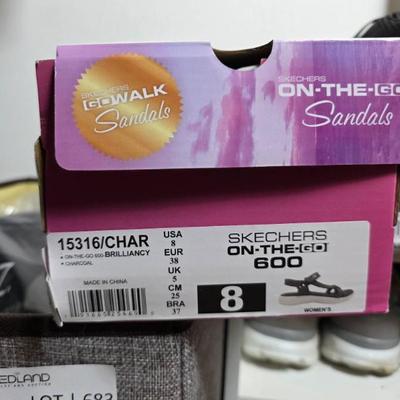 SKECHERS
GOWALK
Sandals
SKECHERS
ON-THE-GO
Sandals
15316/CHAR
• ON-THE-GO 600-BRILLIANCY
• CHARCOAL
MADE IN CHINA
USA
8
EUR
38
UK
5
CM
25
BRA
37
SKECHERS
ON-THE-GO
600
8
WOMEN'S
EDLAND
LOT | 683